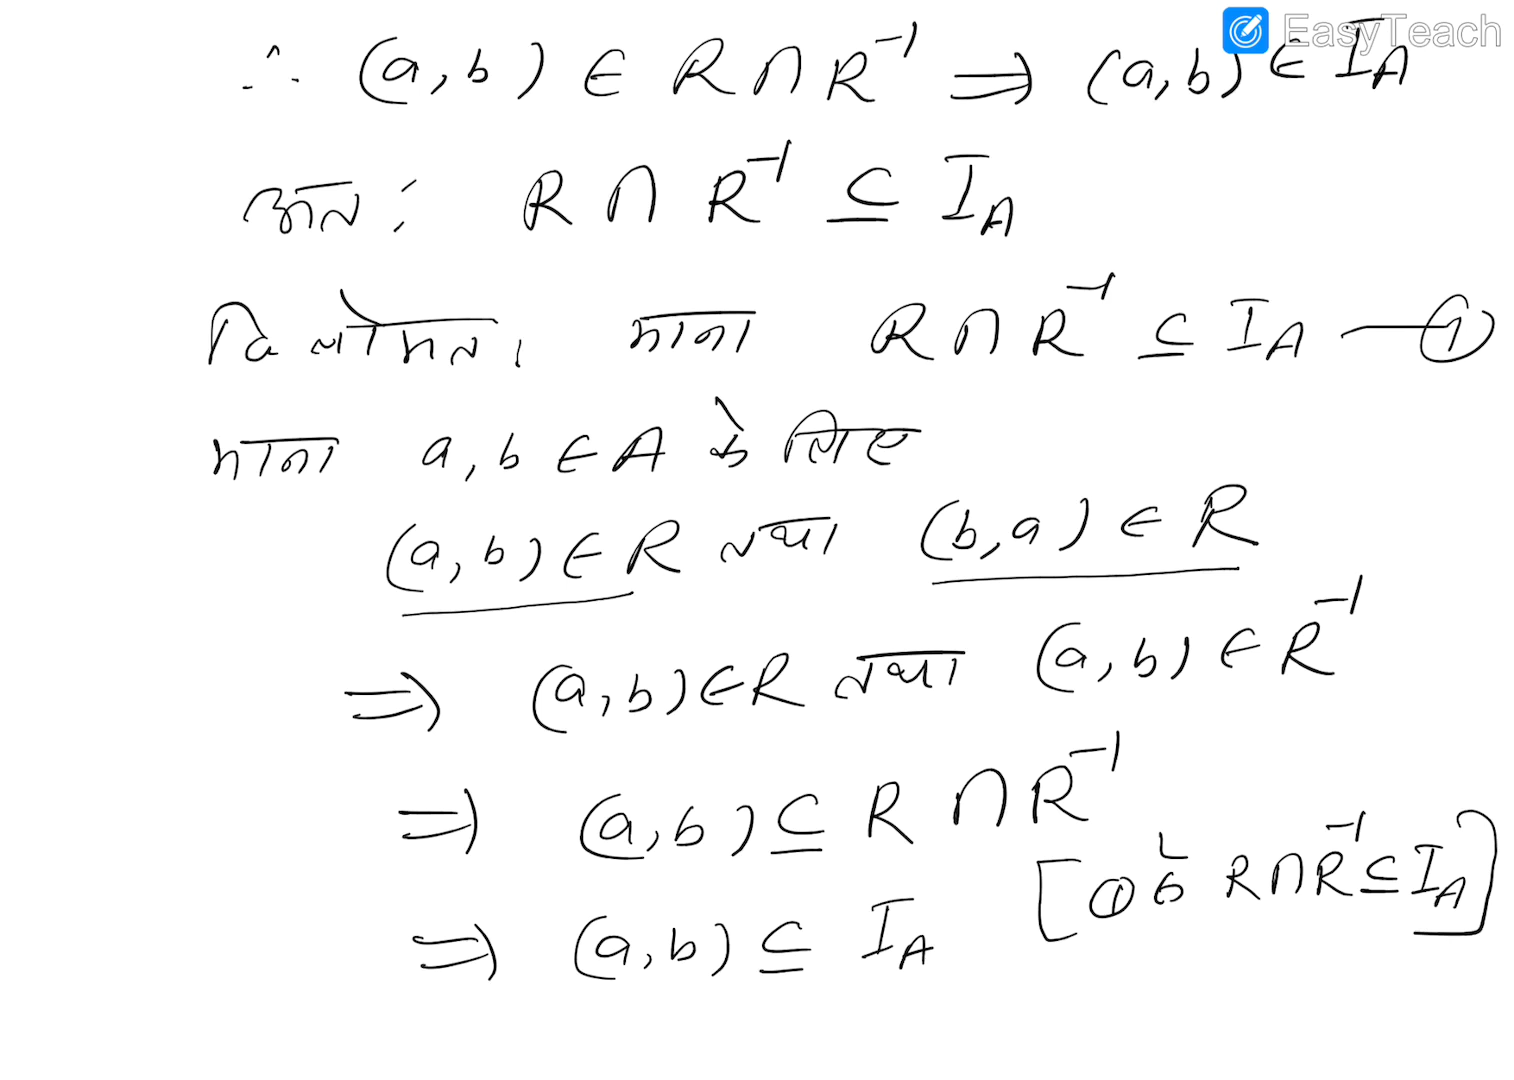 EasyTeach
∴ (a, b) ∈ R ∩ R⁻¹ ⟹ (a, b) ∈ I_A
अतः R ∩ R⁻¹ ⊆ I_A
विलोमत। माना R ∩ R⁻¹ ⊆ I_A — ①
माना a, b ∈ A के लिए
(a, b) ∈ R तथा (b, a) ∈ R
⟹ (a, b) ∈ R तथा (a, b) ∈ R⁻¹
⟹ (a, b) ⊆ R ∩ R⁻¹
[① से R ∩ R⁻¹ ⊆ I_A]
⟹ (a, b) ⊆ I_A